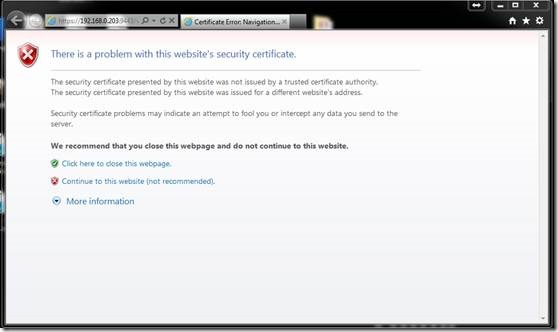 https://192.168.0.203:9443/
Certificate Error: Navigation...
There is a problem with this website's security certificate.
The security certificate presented by this website was not issued by a trusted certificate authority.
The security certificate presented by this website was issued for a different website's address.
Security certificate problems may indicate an attempt to fool you or intercept any data you send to the
server.
We recommend that you close this webpage and do not continue to this website.
Click here to close this webpage.
Continue to this website (not recommended).
More information